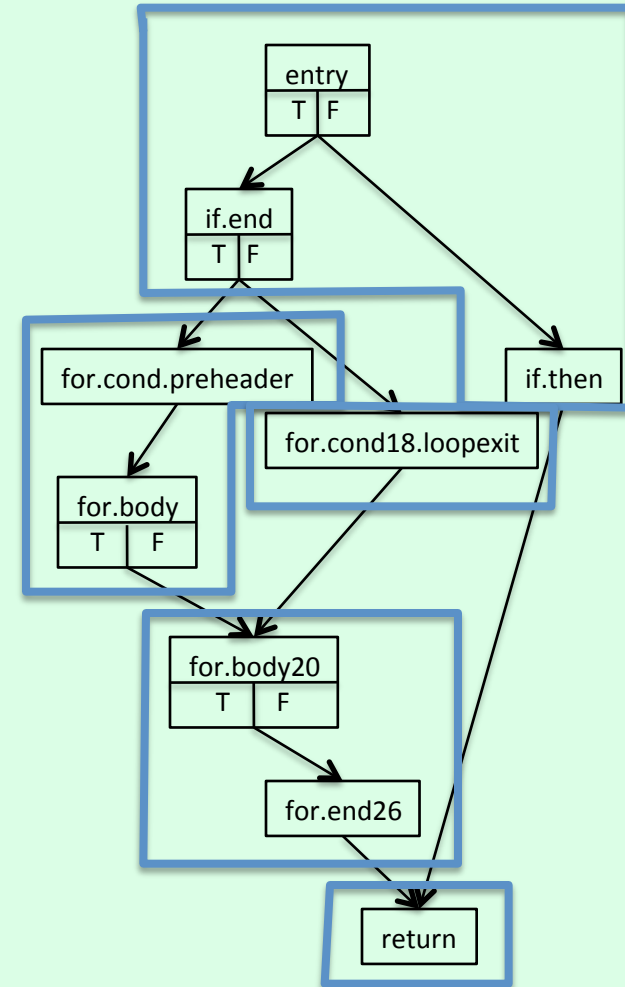 entry
T F
if.end
T F
for.cond.preheader
if.then
for.cond18.loopexit
for.body
T F
for.body20
T F
for.end26
return